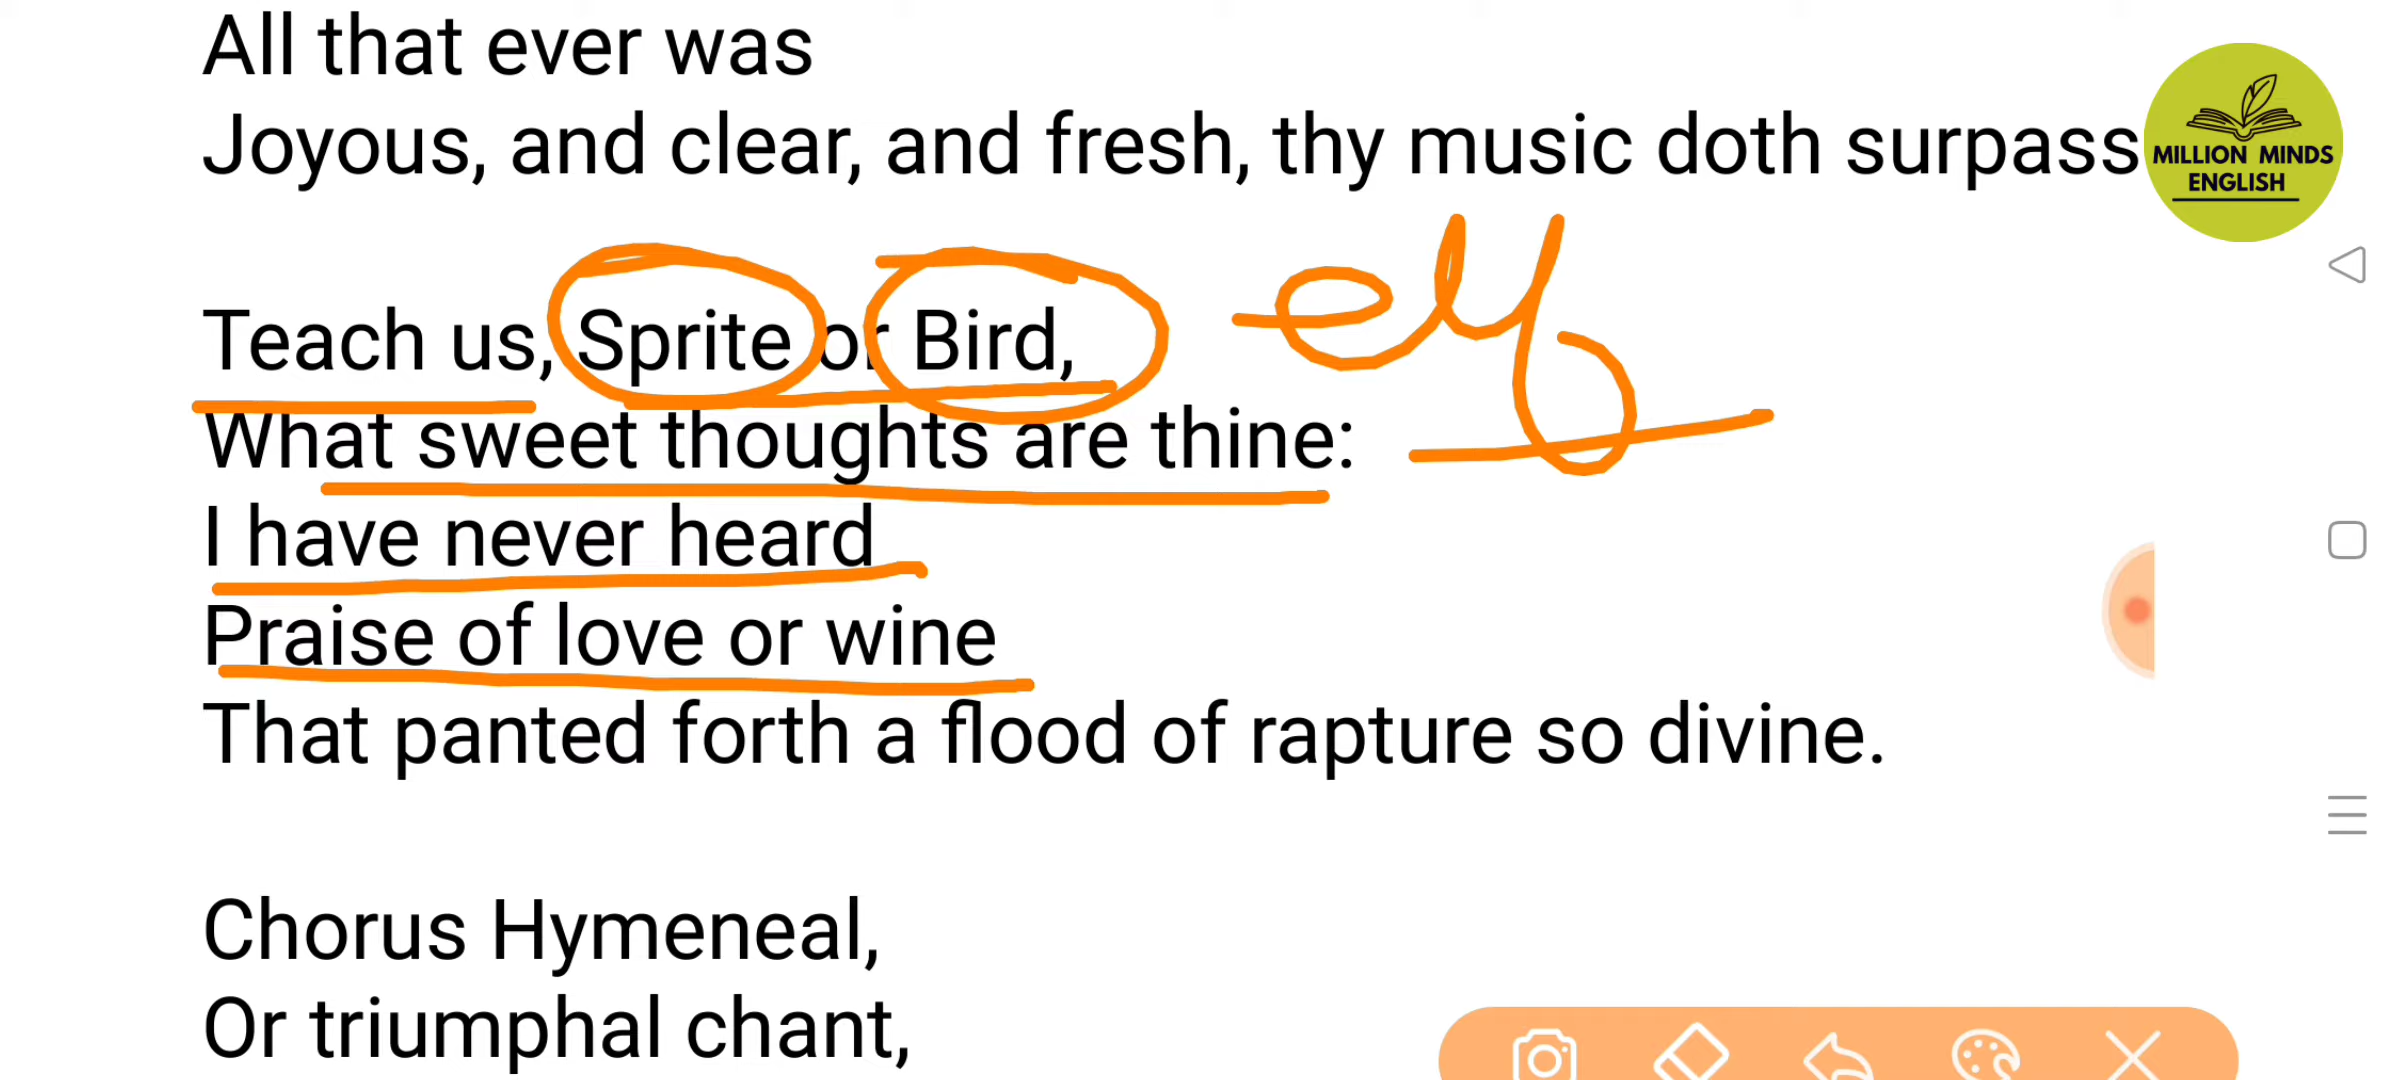 All that ever was
Joyous, and clear, and fresh, thy music doth surpass
MILLION MINDS
ENGLISH
Teach us, Sprite or Bird,
elf
What sweet thoughts are thine:
I have never heard
Praise of love or wine
That panted forth a flood of rapture so divine.
Chorus Hymeneal,
Or triumphal chant,